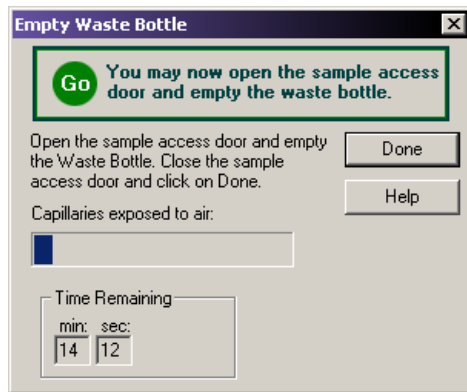 Empty Waste Bottle
Go
You may now open the sample access
door and empty the waste bottle.
Open the sample access door and empty
the Waste Bottle. Close the sample
access door and click on Done.
Done
Help
Capillaries exposed to air:
Time Remaining
min: sec:
14 12